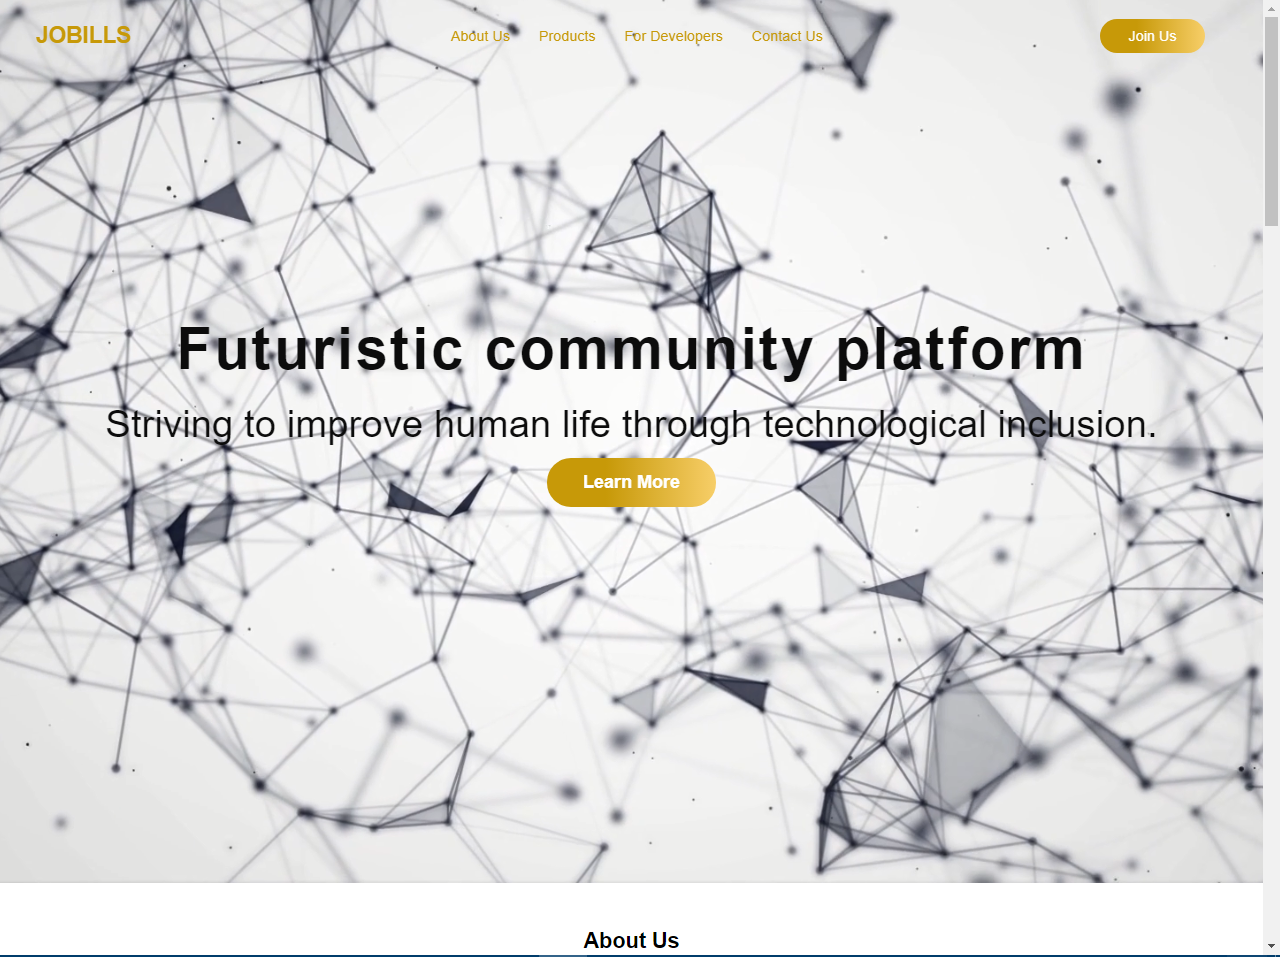 JOBILLS
About Us
Products
For Developers
Contact Us
Join Us
Futuristic community platform
Striving to improve human life through technological inclusion.
Learn More
About Us